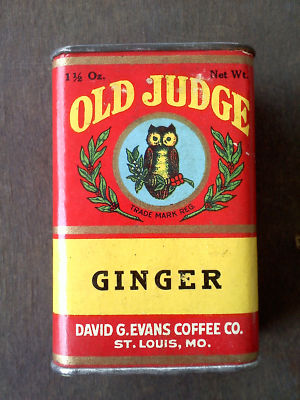 1½ Oz. Net Wt.
OLD JUDGE
TRADE MARK REG.
GINGER
DAVID G. EVANS COFFEE CO.
ST. LOUIS, MO.